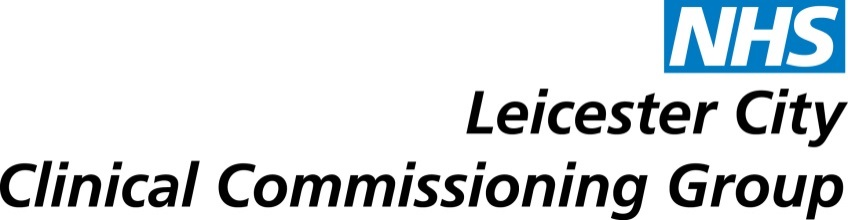 NHS
Leicester City
Clinical Commissioning Group